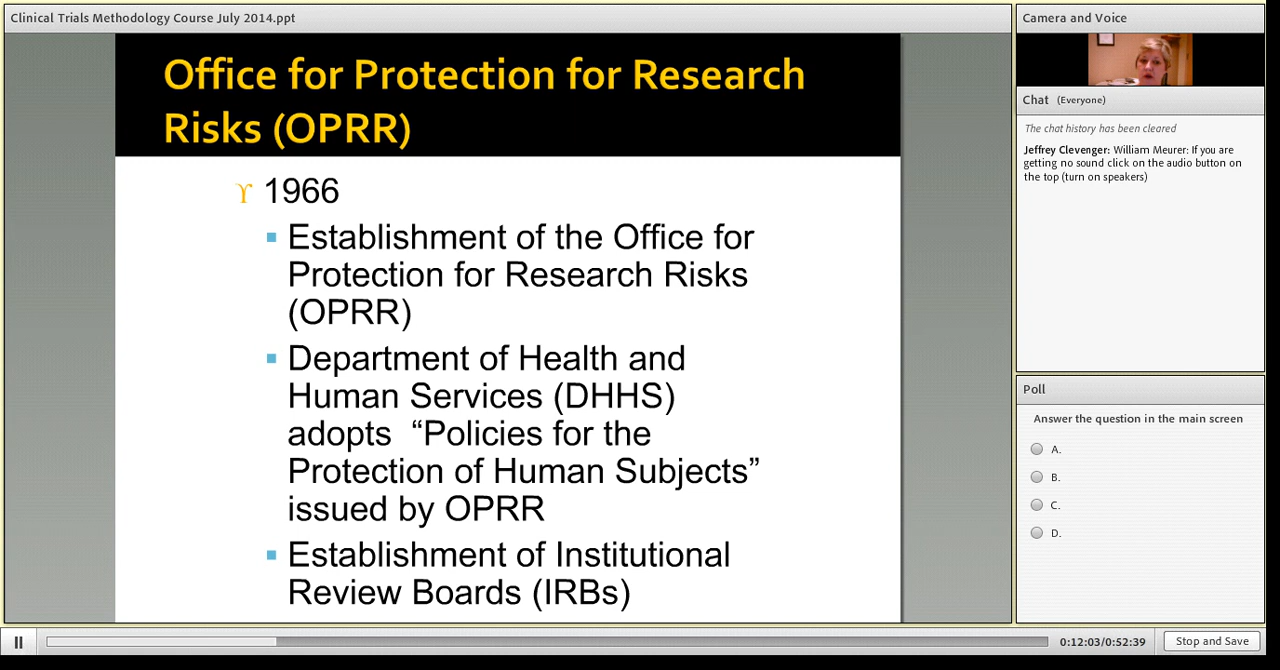 Clinical Trials Methodology Course July 2014.ppt
Office for Protection for Research
Risks (OPRR)
1966
Establishment of the Office for
Protection for Research Risks
(OPRR)
Department of Health and
Human Services (DHHS)
adopts “Policies for the
Protection of Human Subjects”
issued by OPRR
Establishment of Institutional
Review Boards (IRBs)
Camera and Voice
Chat (Everyone)
The chat history has been cleared
Jeffrey Clevenger: William Meurer: If you are
getting no sound click on the audio button on
the top (turn on speakers)
Poll
Answer the question in the main screen
A.
B.
C.
D.
0:12:03/0:52:39
Stop and Save